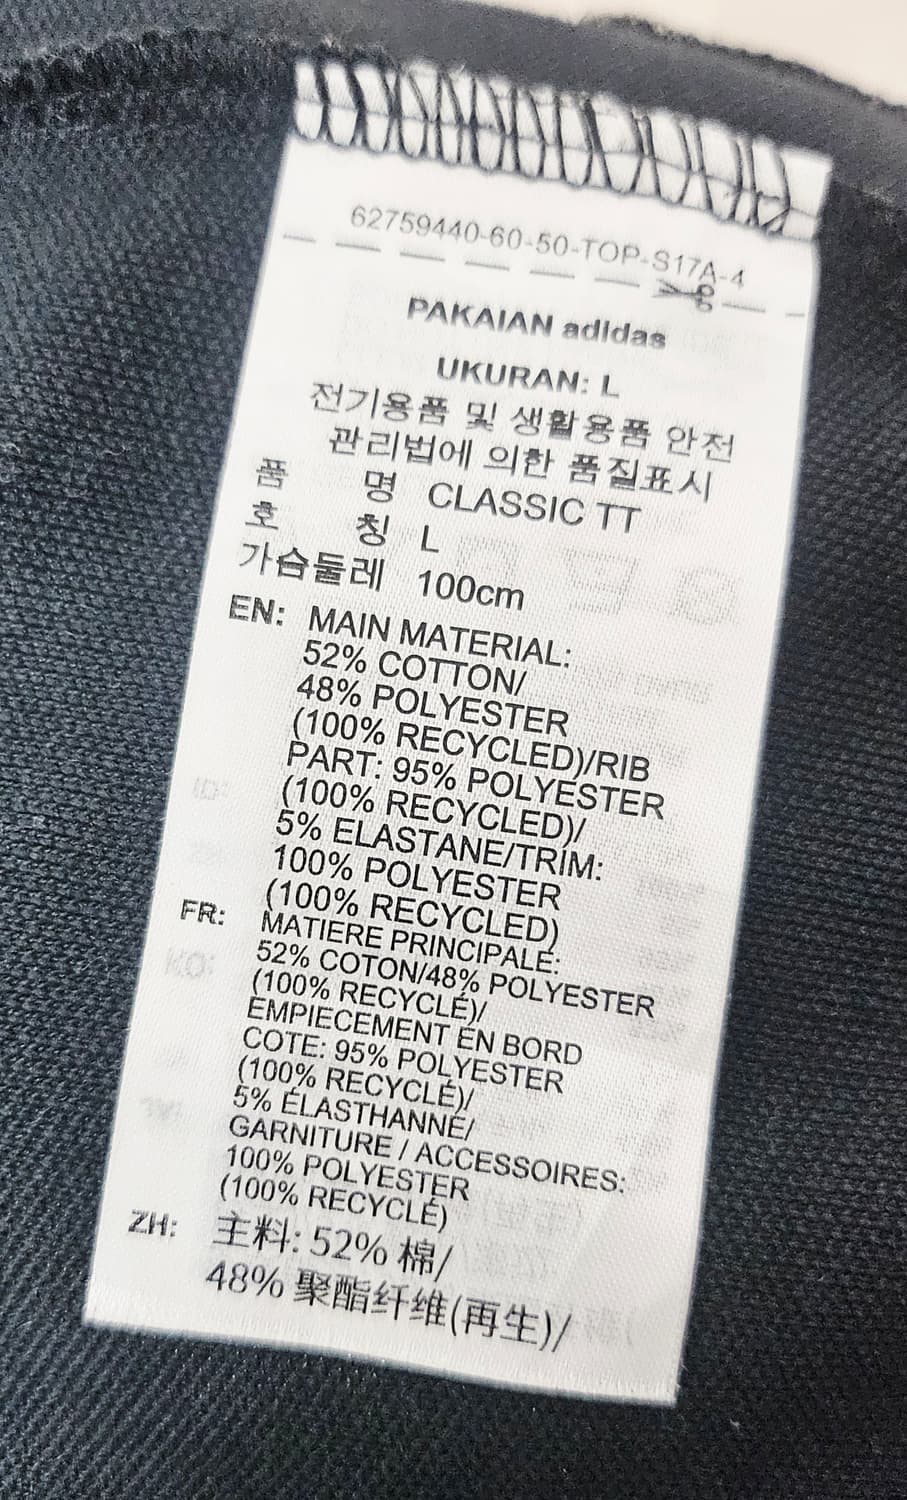 62759440-60-50-TOP-S17A-4
PAKAIAN adidas
UKURAN: L
전기용품 및 생활용품 안전
관리법에 의한 품질표시
품 명 CLASSIC TT
호 칭 L
가슴둘레 100cm
EN: MAIN MATERIAL:
52% COTTON/
48% POLYESTER
(100% RECYCLED)/RIB
PART: 95% POLYESTER
(100% RECYCLED)/
5% ELASTANE/TRIM:
100% POLYESTER
(100% RECYCLED)
FR: MATIERE PRINCIPALE:
52% COTON/48% POLYESTER
(100% RECYCLÉ)/
EMPIECEMENT EN BORD
COTE: 95% POLYESTER
(100% RECYCLÉ)/
5% ÉLASTHANNE/
GARNITURE / ACCESSOIRES:
100% POLYESTER
(100% RECYCLÉ)
ZH: 主料: 52% 棉/
48% 聚酯纤维(再生)/